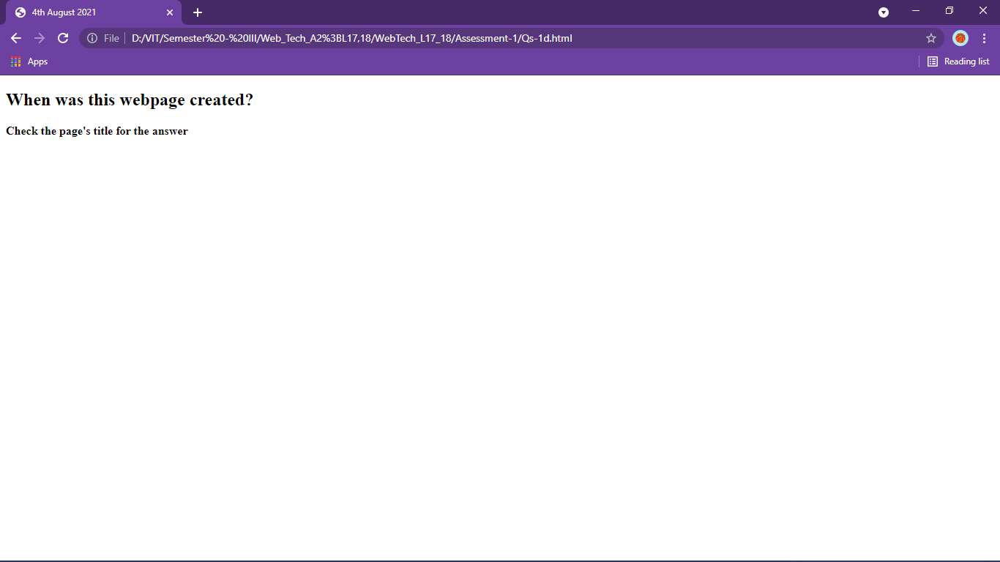 4th August 2021
File D:/VIT/Semester%20-%20III/Web_Tech_A2%3BL17,18/WebTech_L17_18/Assessment-1/Qs-1d.html
Apps Reading list
When was this webpage created?
Check the page's title for the answer